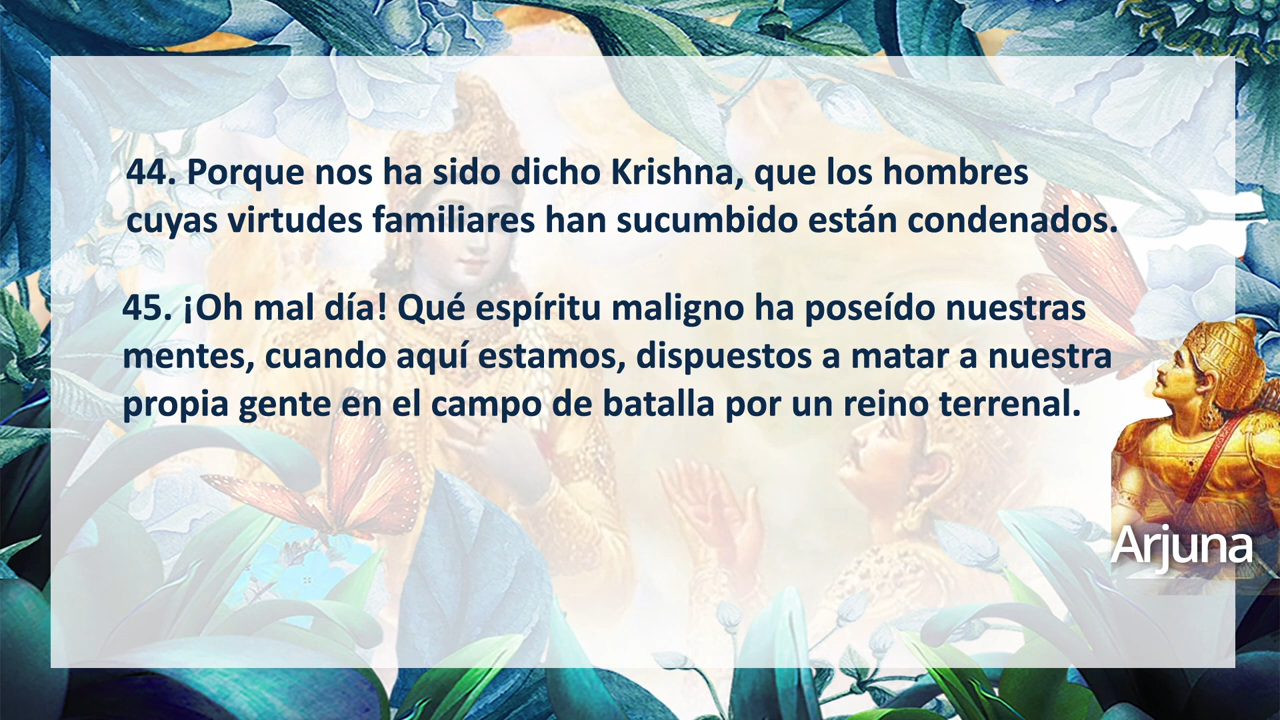 44. Porque nos ha sido dicho Krishna, que los hombres
cuyas virtudes familiares han sucumbido están condenados.
45. ¡Oh mal día! Qué espíritu maligno ha poseído nuestras
mentes, cuando aquí estamos, dispuestos a matar a nuestra
propia gente en el campo de batalla por un reino terrenal.
Arjuna